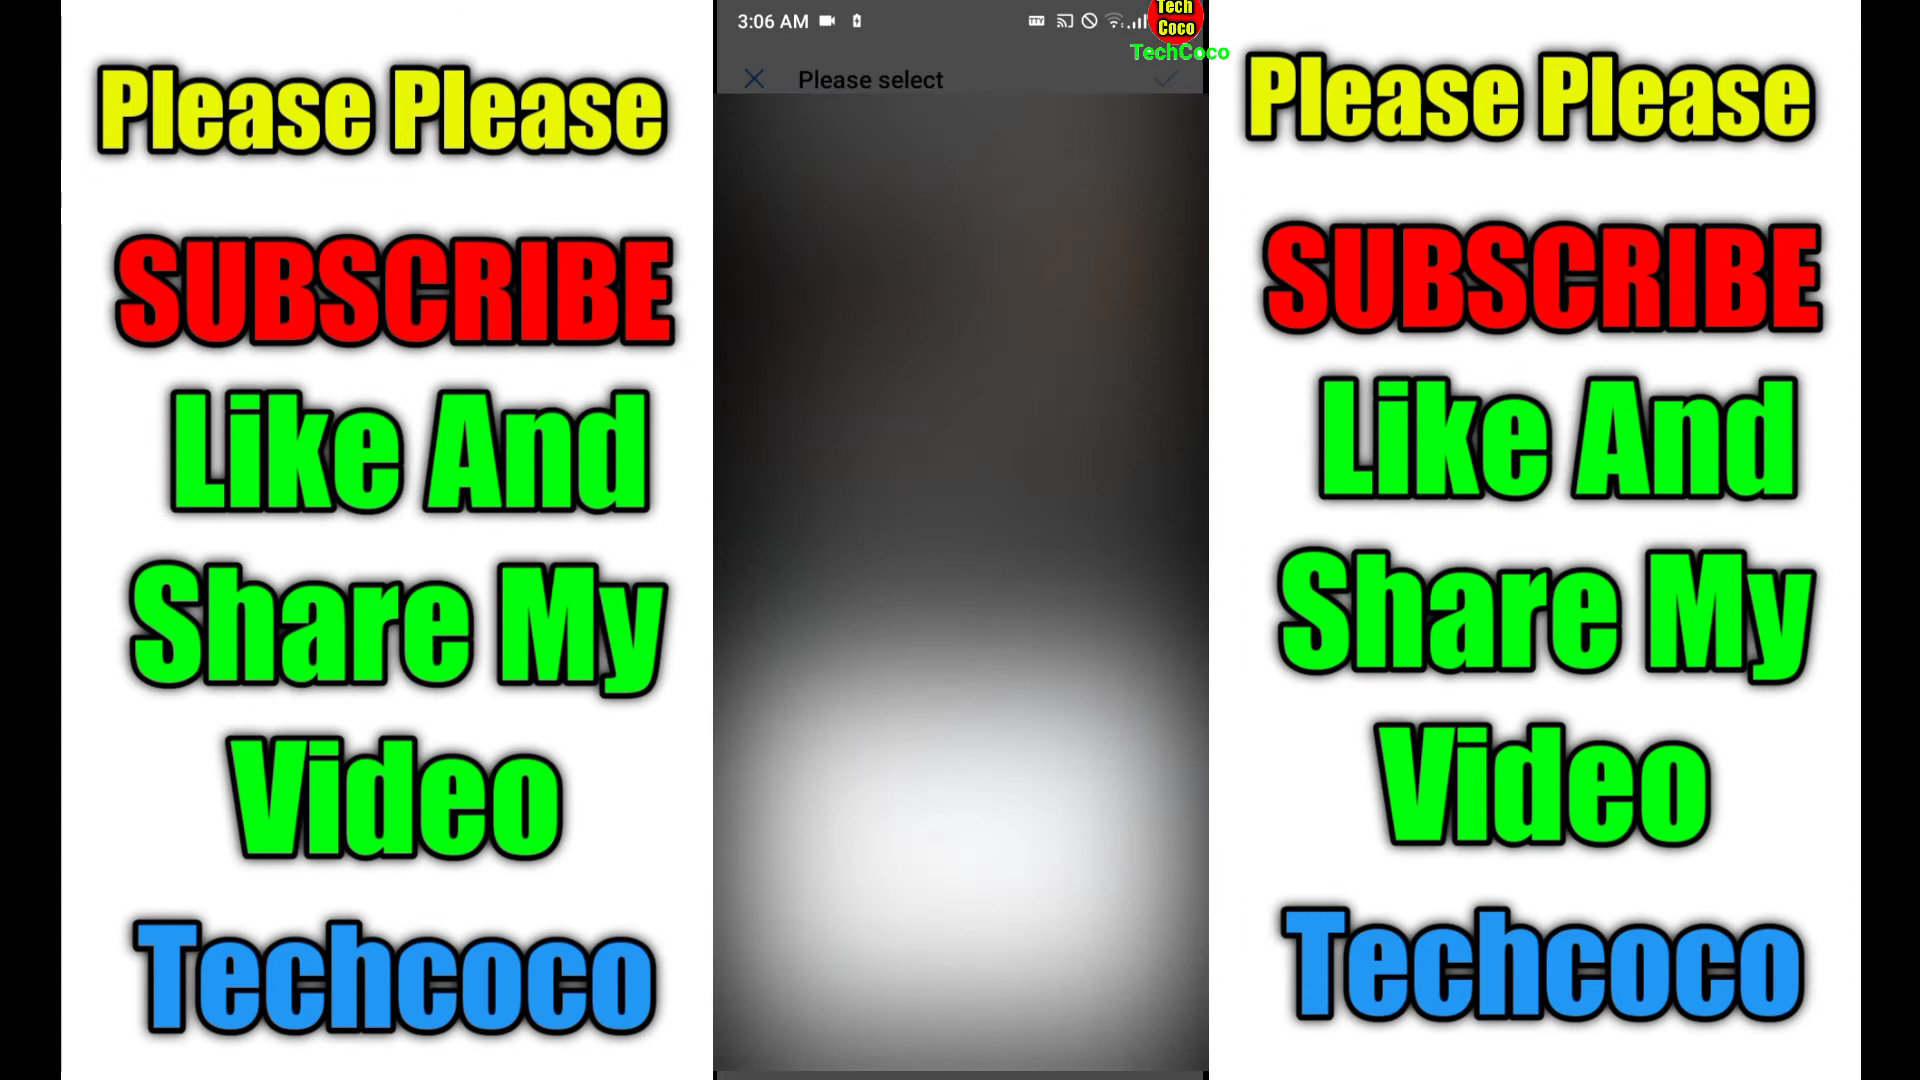 Please Please
SUBSCRIBE
Like And
Share My
Video
Techcoco
3:06 AM
Tech
Coco
TechCoco
Please select
Please Please
SUBSCRIBE
Like And
Share My
Video
Techcoco